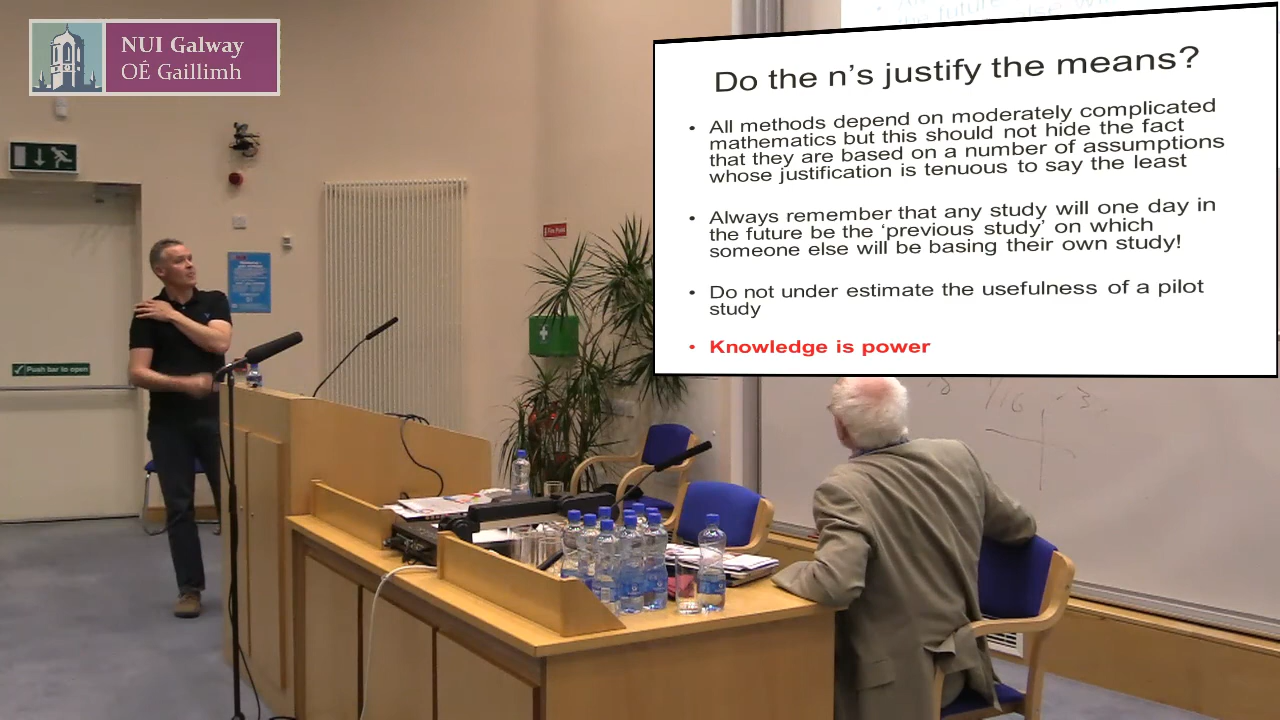 NUI Galway
OÉ Gaillimh
Do the n's justify the means?
• All methods depend on moderately complicated
mathematics but this should not hide the fact
that they are based on a number of assumptions
whose justification is tenuous to say the least
• Always remember that any study will one day in
the future be the ‘previous study’ on which
someone else will be basing their own study!
• Do not under estimate the usefulness of a pilot
study
• Knowledge is power
Fire Point
Push bar to open